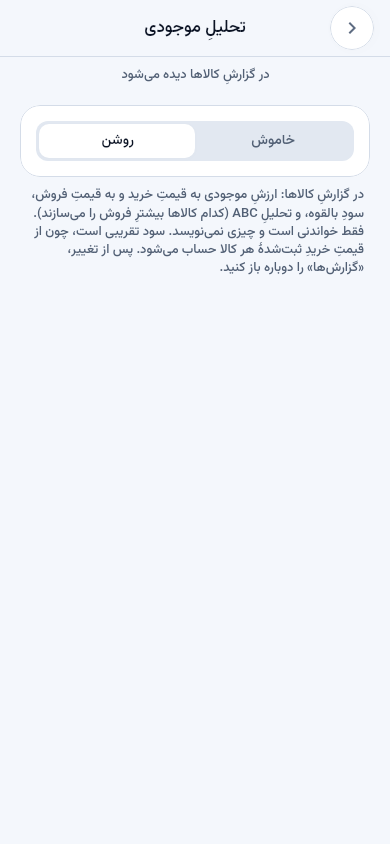 تحلیلِ موجودی
در گزارشِ کالاها دیده می‌شود
خاموش
روشن
در گزارشِ کالاها: ارزشِ موجودی به قیمتِ خرید و به قیمتِ فروش،
سودِ بالقوه، و تحلیلِ ABC (کدام کالاها بیشترِ فروش را می‌سازند).
فقط خواندنی است و چیزی نمی‌نویسد. سود تقریبی است، چون از
قیمتِ خریدِ ثبت‌شدهٔ هر کالا حساب می‌شود. پس از تغییر،
«گزارش‌ها» را دوباره باز کنید.